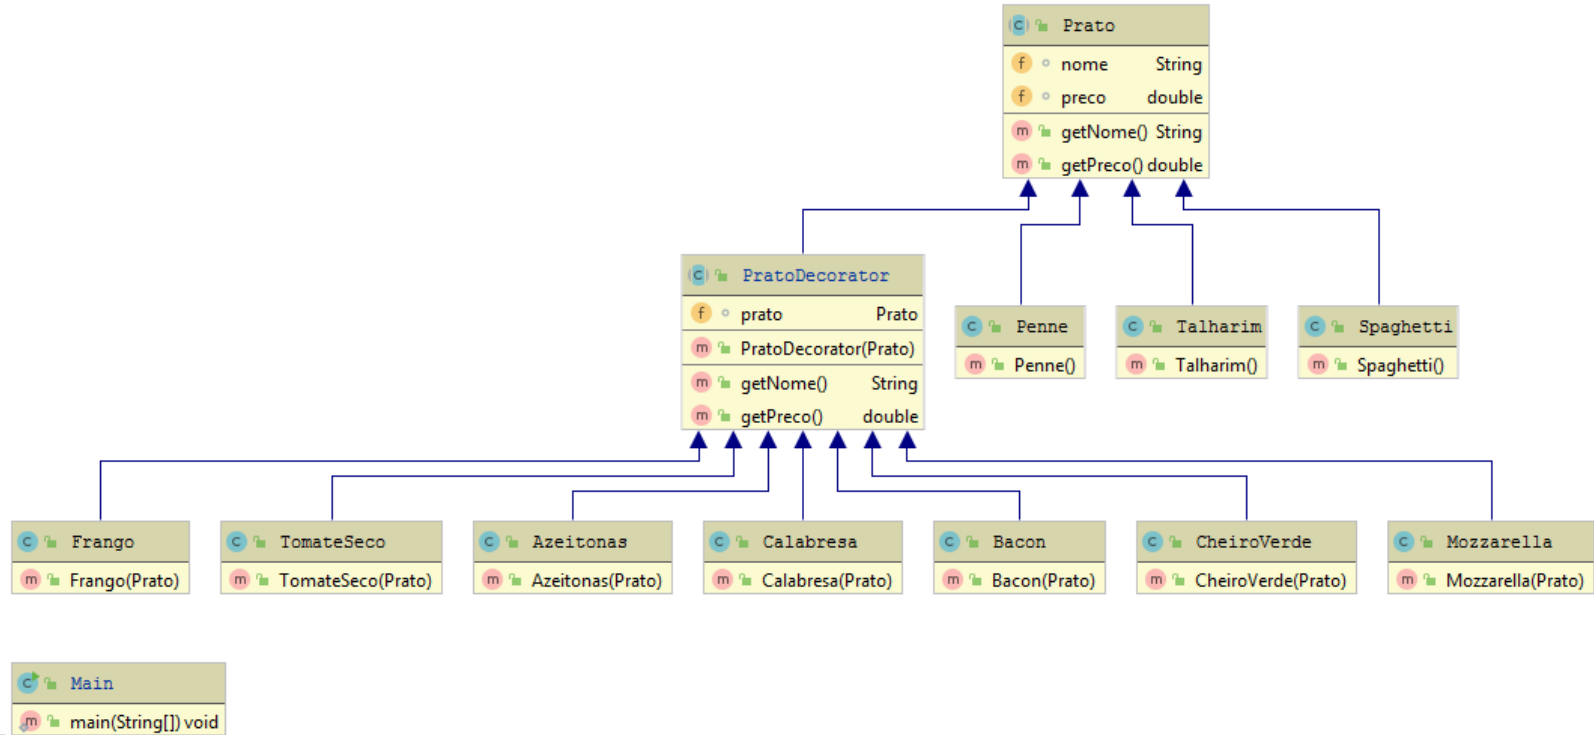 Prato
nome String
preco double
getNome() String
getPreco() double
PratoDecorator
prato Prato
PratoDecorator(Prato)
getNome() String
getPreco() double
Penne
Penne()
Talharim
Talharim()
Spaghetti
Spaghetti()
Frango
Frango(Prato)
TomateSeco
TomateSeco(Prato)
Azeitonas
Azeitonas(Prato)
Calabresa
Calabresa(Prato)
Bacon
Bacon(Prato)
CheiroVerde
CheiroVerde(Prato)
Mozzarella
Mozzarella(Prato)
Main
main(String[]) void